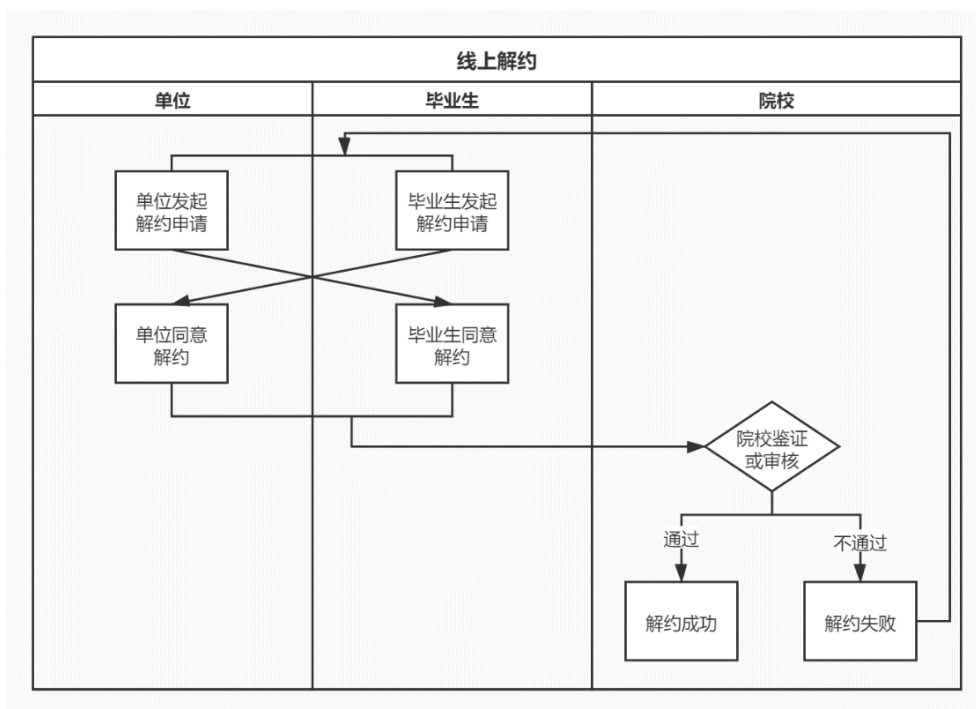 线上解约
单位
毕业生
院校
单位发起
解约申请
毕业生发起
解约申请
单位同意
解约
毕业生同意
解约
院校鉴证
或审核
通过
不通过
解约成功
解约失败